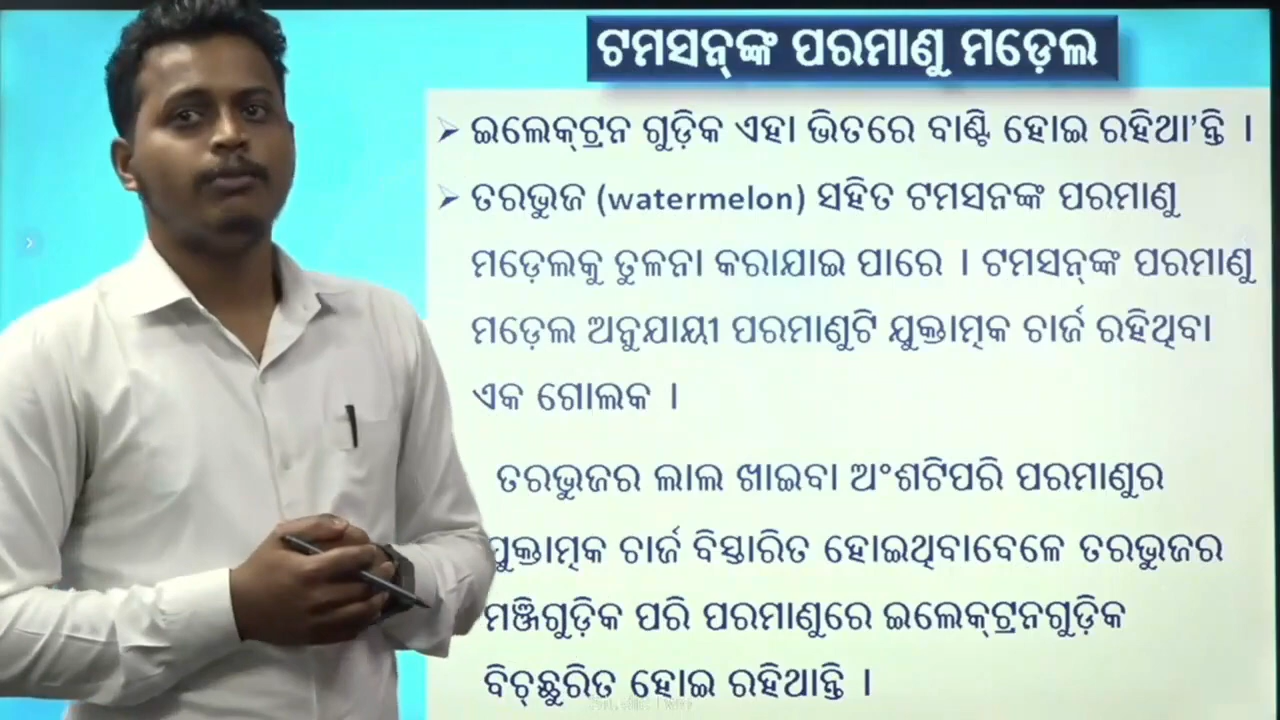 ଟମସନ୍‌ଙ୍କ ପରମାଣୁ ମଡ଼େଲ
➢ ଇଲେକ୍‌ଟ୍ରନ ଗୁଡ଼ିକ ଏହା ଭିତରେ ବାଣ୍ଟି ହୋଇ ରହିଥା'ନ୍ତି ।
➢ ତରଭୁଜ (watermelon) ସହିତ ଟମସନଙ୍କ ପରମାଣୁ
ମଡ଼େଲକୁ ତୁଳନା କରାଯାଇ ପାରେ । ଟମସନ୍‌ଙ୍କ ପରମାଣୁ
ମଡ଼େଲ ଅନୁଯାୟୀ ପରମାଣୁଟି ଯୁକ୍ତାତ୍ମକ ଚାର୍ଜ ରହିଥିବା
ଏକ ଗୋଲକ ।
ତରଭୁଜର ଲାଲ ଖାଇବା ଅଂଶଟିପରି ପରମାଣୁର
ଯୁକ୍ତାତ୍ମକ ଚାର୍ଜ ବିସ୍ତାରିତ ହୋଇଥିବାବେଳେ ତରଭୁଜର
ମଞ୍ଜିଗୁଡ଼ିକ ପରି ପରମାଣୁରେ ଇଲେକ୍‌ଟ୍ରନଗୁଡ଼ିକ
ବିଚ୍ଛୁରିତ ହୋଇ ରହିଥାନ୍ତି ।